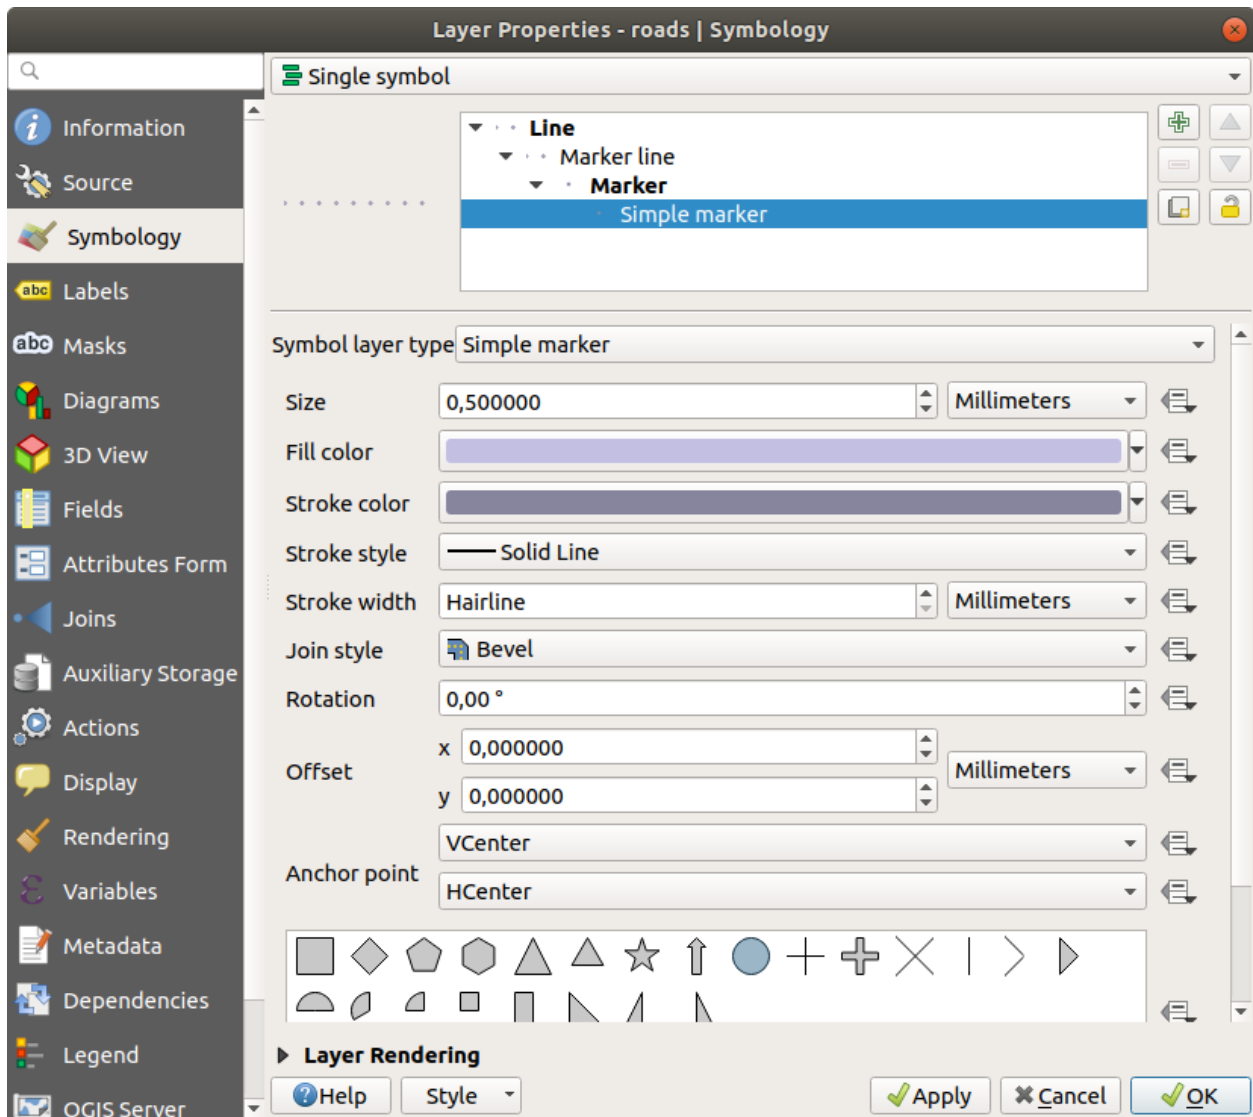 Layer Properties - roads | Symbology
Single symbol
Information
Source
Symbology
Labels
Masks
Diagrams
3D View
Fields
Attributes Form
Joins
Auxiliary Storage
Actions
Display
Rendering
Variables
Metadata
Dependencies
Legend
QGIS Server
abc
abc
Line
Marker line
Marker
Simple marker
Symbol layer type Simple marker
Size 0,500000 Millimeters
Fill color
Stroke color
Stroke style Solid Line
Stroke width Hairline Millimeters
Join style Bevel
Rotation 0,00 °
Offset x 0,000000 Millimeters
y 0,000000
Anchor point VCenter
HCenter
Layer Rendering
Help Style Apply Cancel OK